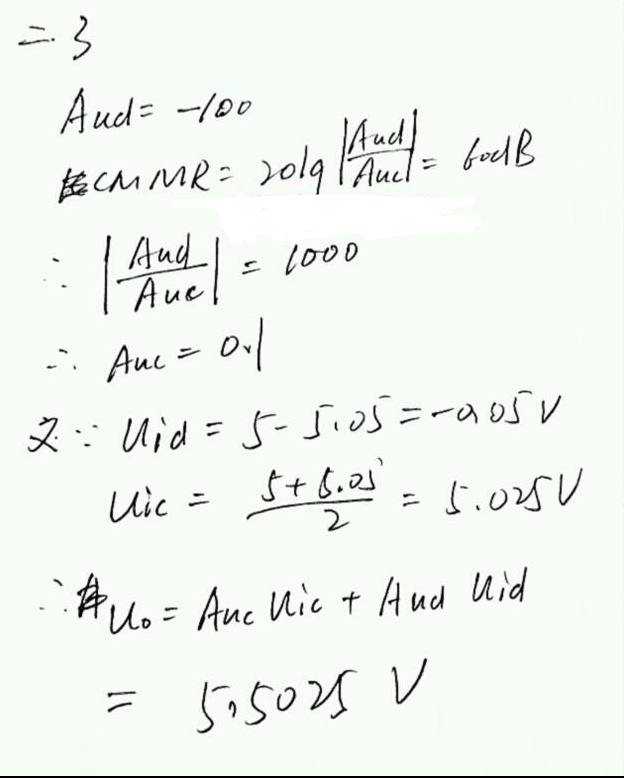 二.3
Aud = -100
CMMR = 20lg |Aud/Auc| = 60dB
∴ |Aud/Auc| = 1000
∴ Auc = 0.1
又∵ Uid = 5 - 5.05 = -0.05V
Uic = (5+5.05)/2 = 5.025V
∴ Uo = Auc Uic + Aud Uid
= 5.5025 V